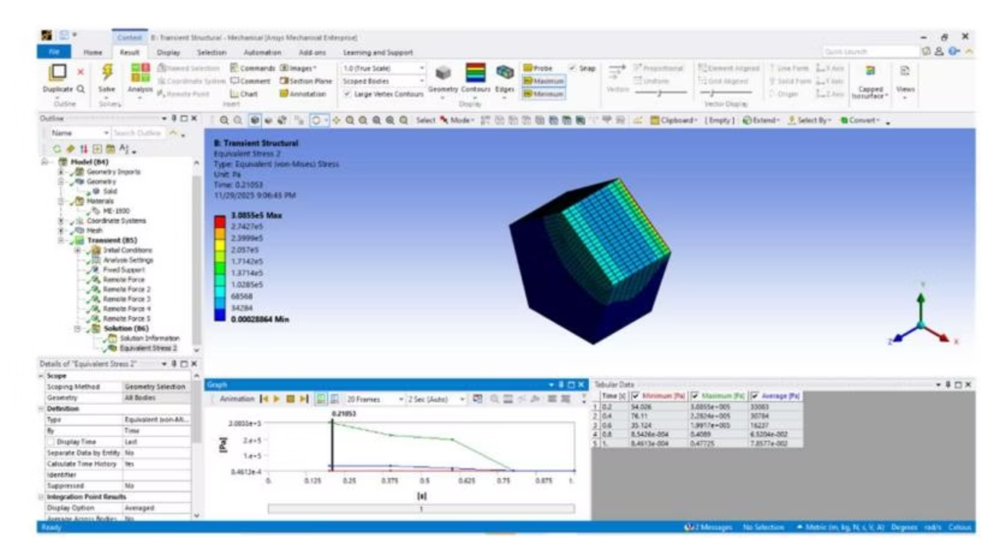 Context B: Transient Structural - Mechanical [Ansys Mechanical Enterprise]
File Home Result Display Selection Automation Add-ons Learning and Support Quick Launch
Named Selection Commands Images 1.0 (True Scale) Probe Snap Proportional Element Aligned Line Form X Axis
Coordinate System Comment Section Plane Scoped Bodies Maximum Uniform Grid Aligned Solid Form Y Axis
Duplicate Solve Analysis Remote Point Chart Annotation Large Vertex Contours Geometry Contours Edges Minimum Vectors Origin Z Axis Capped Isosurface Views
Outline Solver Insert Display Vector Display
Outline
Select Mode Clipboard [Empty] Extend Select By Convert
Name Search Outline
Model (B4)
Geometry Imports
Geometry
Solid
Materials
ME-1900
Coordinate Systems
Mesh
Transient (B5)
Initial Conditions
Analysis Settings
Fixed Support
Remote Force
Remote Force 2
Remote Force 3
Remote Force 4
Remote Force 5
Solution (B6)
Solution Information
Equivalent Stress 2
B: Transient Structural
Equivalent Stress 2
Type: Equivalent (von-Mises) Stress
Unit: Pa
Time: 0.21053
11/29/2025 9:06:43 PM
3.0855e5 Max
2.7427e5
2.3999e5
2.057e5
1.7142e5
1.3714e5
1.0285e5
68568
34284
0.00028864 Min
Y
Z X
Details of "Equivalent Stress 2"
Scope
Scoping Method Geometry Selection
Geometry All Bodies
Definition
Type Equivalent (von-Mi...
By Time
Display Time Last
Separate Data by Entity No
Calculate Time History Yes
Identifier
Suppressed No
Integration Point Results
Display Option Averaged
Average Across Bodies No
Graph
Animation 20 Frames 2 Sec (Auto)
0.21053
3.0855e+5
2.e+5
1.e+5
8.4613e-4
[Pa]
0. 0.125 0.25 0.375 0.5 0.625 0.75 0.875 1.
[s]
1
Tabular Data
Time [s] Minimum [Pa] Maximum [Pa] Average [Pa]
1 0.2 54.026 3.0855e+005 33083
2 0.4 76.11 2.2824e+005 30784
3 0.6 35.124 1.9917e+005 16237
4 0.8 8.5426e-004 0.4089 6.5204e-002
5 1. 8.4613e-004 0.47725 7.8577e-002
Ready 2 Messages No Selection Metric (m, kg, N, s, V, A) Degrees rad/s Celsius